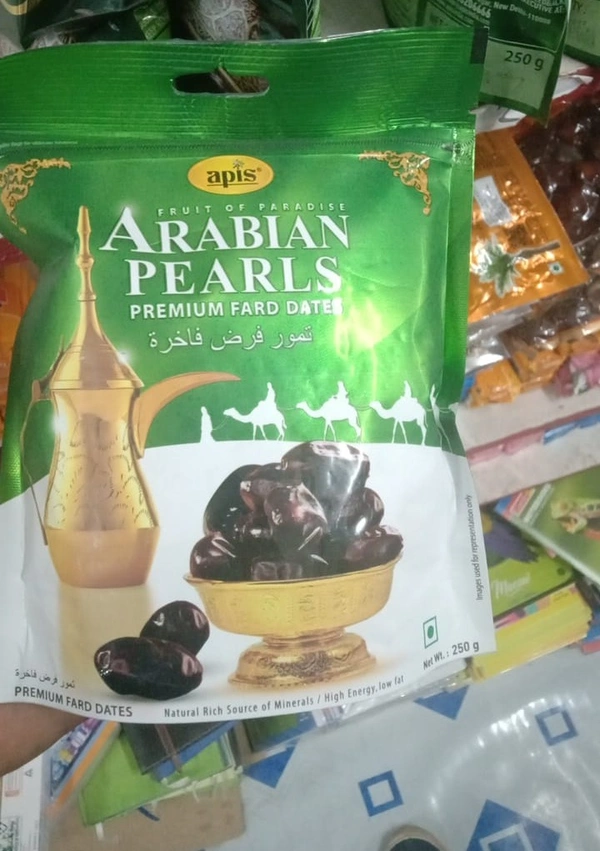 apis®
FRUIT OF PARADISE
ARABIAN
PEARLS
PREMIUM FARD DATES
تمور فرض فاخرة
Images used for representation only
تمور فرض فاخرة
PREMIUM FARD DATES
Natural Rich Source of Minerals / High Energy, low fat
Net Wt.: 250 g
250 g